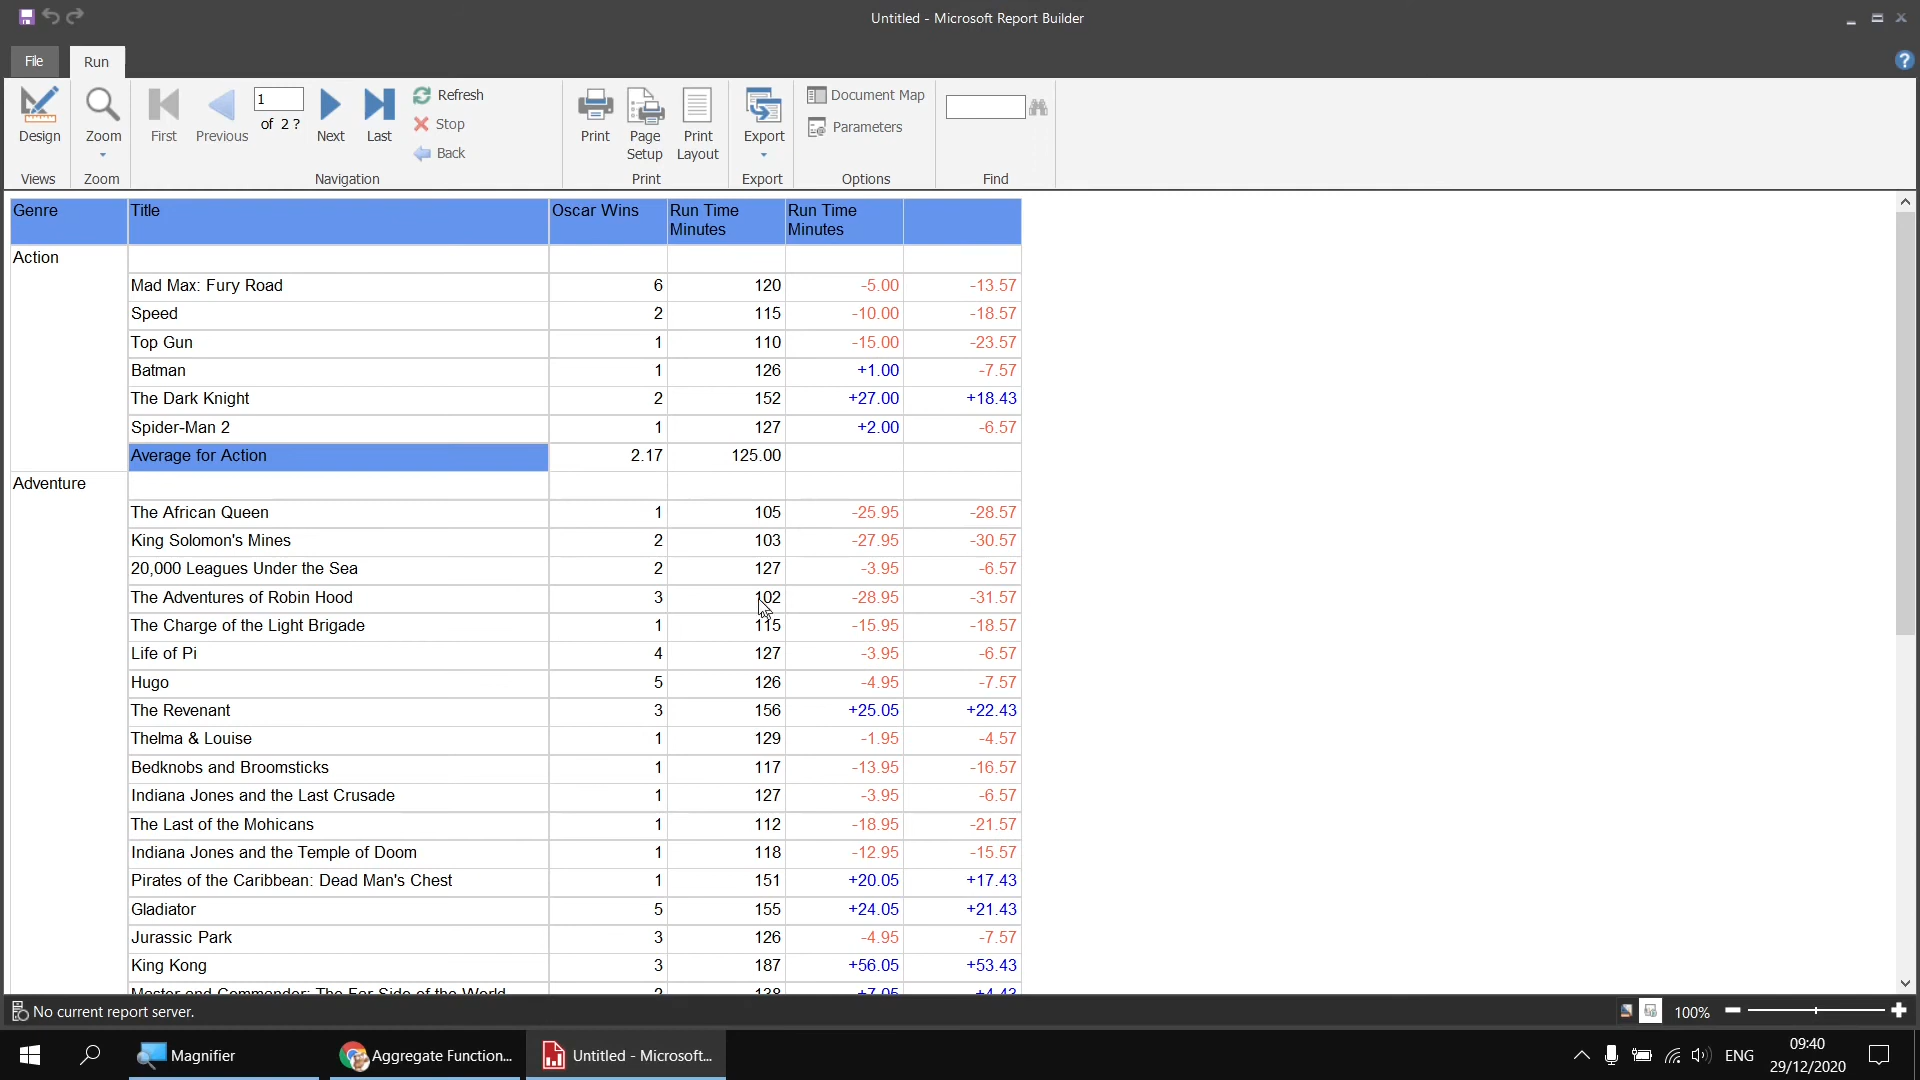 Untitled - Microsoft Report Builder
File Run ?
Design
Zoom
First
Previous
1
of 2 ?
Next
Last
Refresh
Stop
Back
Print
Page Setup
Print Layout
Export
Document Map
Parameters
Views Zoom Navigation Print Export Options Find
Genre Title Oscar Wins Run Time Minutes Run Time Minutes
Action
Mad Max: Fury Road 6 120 -5.00 -13.57
Speed 2 115 -10.00 -18.57
Top Gun 1 110 -15.00 -23.57
Batman 1 126 +1.00 -7.57
The Dark Knight 2 152 +27.00 +18.43
Spider-Man 2 1 127 +2.00 -6.57
Average for Action 2.17 125.00
Adventure
The African Queen 1 105 -25.95 -28.57
King Solomon's Mines 2 103 -27.95 -30.57
20,000 Leagues Under the Sea 2 127 -3.95 -6.57
The Adventures of Robin Hood 3 102 -28.95 -31.57
The Charge of the Light Brigade 1 115 -15.95 -18.57
Life of Pi 4 127 -3.95 -6.57
Hugo 5 126 -4.95 -7.57
The Revenant 3 156 +25.05 +22.43
Thelma & Louise 1 129 -1.95 -4.57
Bedknobs and Broomsticks 1 117 -13.95 -16.57
Indiana Jones and the Last Crusade 1 127 -3.95 -6.57
The Last of the Mohicans 1 112 -18.95 -21.57
Indiana Jones and the Temple of Doom 1 118 -12.95 -15.57
Pirates of the Caribbean: Dead Man's Chest 1 151 +20.05 +17.43
Gladiator 5 155 +24.05 +21.43
Jurassic Park 3 126 -4.95 -7.57
King Kong 3 187 +56.05 +53.43
Master and Commander: The Far Side of the World 2 138 +7.05 +4.43
No current report server. 100%
Magnifier Aggregate Function... Untitled - Microsoft... ENG 09:40
29/12/2020